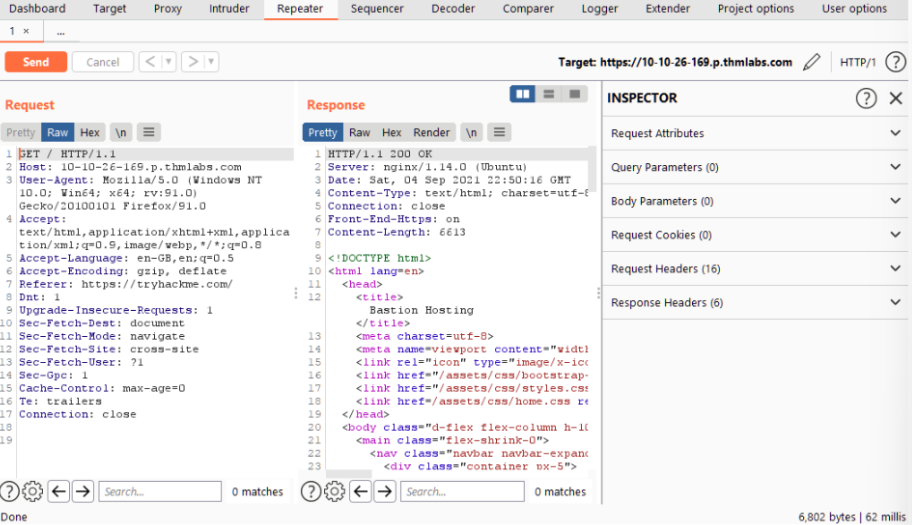 Dashboard Target Proxy Intruder Repeater Sequencer Decoder Comparer Logger Extender Project options User options
1 × ...
Send Cancel < > Target: https://10-10-26-169.p.thmlabs.com HTTP/1 ?
Request
Pretty Raw Hex \n
1 GET / HTTP/1.1
2 Host: 10-10-26-169.p.thmlabs.com
3 User-Agent: Mozilla/5.0 (Windows NT
10.0; Win64; x64; rv:91.0)
Gecko/20100101 Firefox/91.0
4 Accept:
text/html,application/xhtml+xml,applica
tion/xml;q=0.9,image/webp,*/*;q=0.8
5 Accept-Language: en-GB,en;q=0.5
6 Accept-Encoding: gzip, deflate
7 Referer: https://tryhackme.com/
8 Dnt: 1
9 Upgrade-Insecure-Requests: 1
10 Sec-Fetch-Dest: document
11 Sec-Fetch-Mode: navigate
12 Sec-Fetch-Site: cross-site
13 Sec-Fetch-User: ?1
14 Sec-Gpc: 1
15 Cache-Control: max-age=0
16 Te: trailers
17 Connection: close
18
19
? Search... 0 matches
Response
Pretty Raw Hex Render \n
1 HTTP/1.1 200 OK
2 Server: nginx/1.14.0 (Ubuntu)
3 Date: Sat, 04 Sep 2021 22:50:16 GMT
4 Content-Type: text/html; charset=utf-8
5 Connection: close
6 Front-End-Https: on
7 Content-Length: 6613
8
9 <!DOCTYPE html>
10 <html lang=en>
11 <head>
12 <title>
Bastion Hosting
</title>
13 <meta charset=utf-8>
14 <meta name=viewport content="widt
15 <link rel="icon" type="image/x-ico
16 <link href="/assets/css/bootstrap-
17 <link href="/assets/css/styles.css
18 <link href=/assets/css/home.css re
19 </head>
20 <body class="d-flex flex-column h-10
21 <main class="flex-shrink-0">
22 <nav class="navbar navbar-expand
23 <div class="container px-5">
? Search... 0 matches
INSPECTOR ? ×
Request Attributes
Query Parameters (0)
Body Parameters (0)
Request Cookies (0)
Request Headers (16)
Response Headers (6)
Done 6,802 bytes | 62 millis